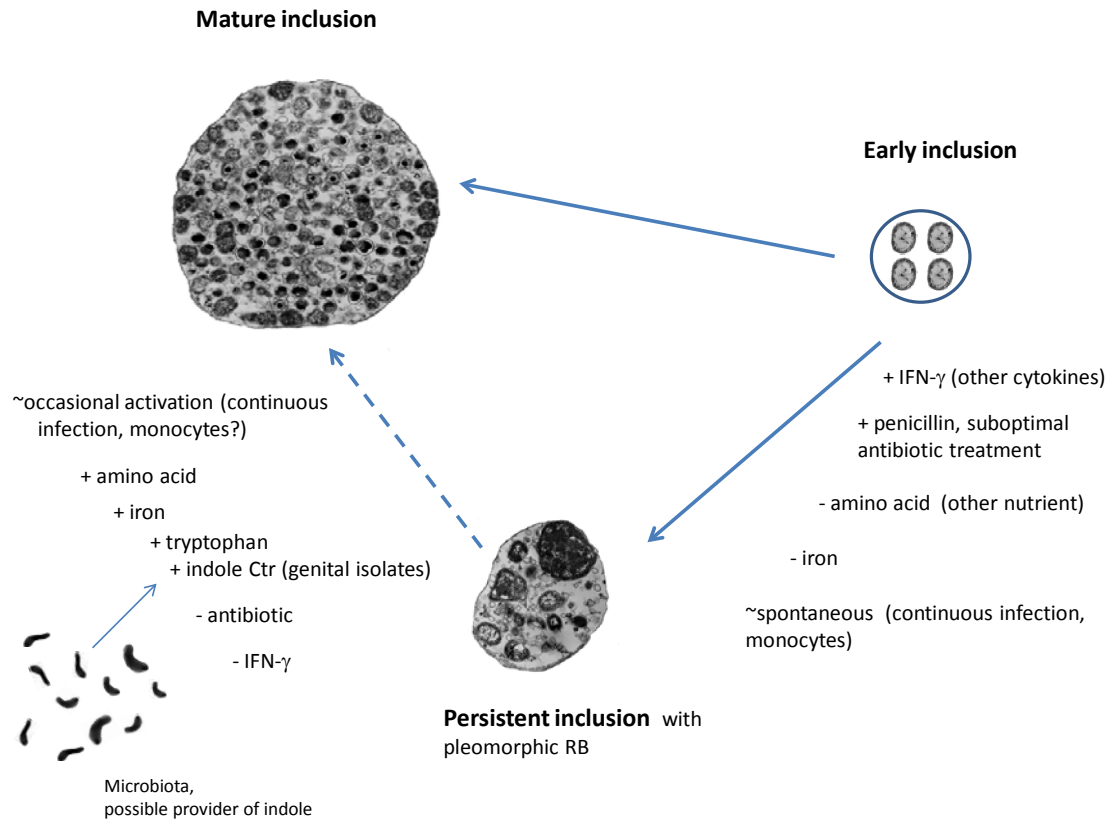 Mature inclusion
Early inclusion
+ IFN-γ (other cytokines)
+ penicillin, suboptimal
antibiotic treatment
- amino acid (other nutrient)
- iron
~spontaneous (continuous infection,
monocytes)
~occasional activation (continuous
infection, monocytes?)
+ amino acid
+ iron
+ tryptophan
+ indole Ctr (genital isolates)
- antibiotic
- IFN-γ
Persistent inclusion with
pleomorphic RB
Microbiota,
possible provider of indole